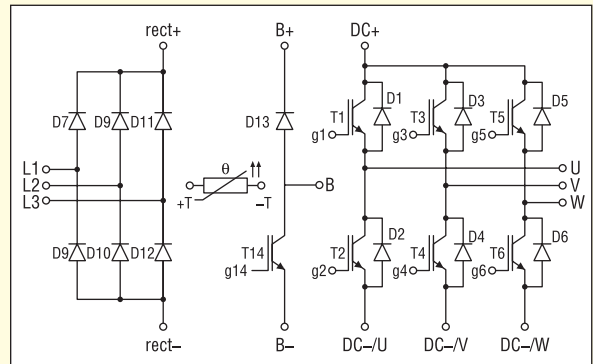 rect+ B+ DC+
D7 D9 D11 D13 T1 D1 T3 D3 T5 D5
g1 g3 g5
L1 θ U
L2 B V
L3 +T –T W
D9 D10 D12 T14 T2 D2 T4 D4 T6 D6
g14 g2 g4 g6
rect– B– DC–/U DC–/V DC–/W